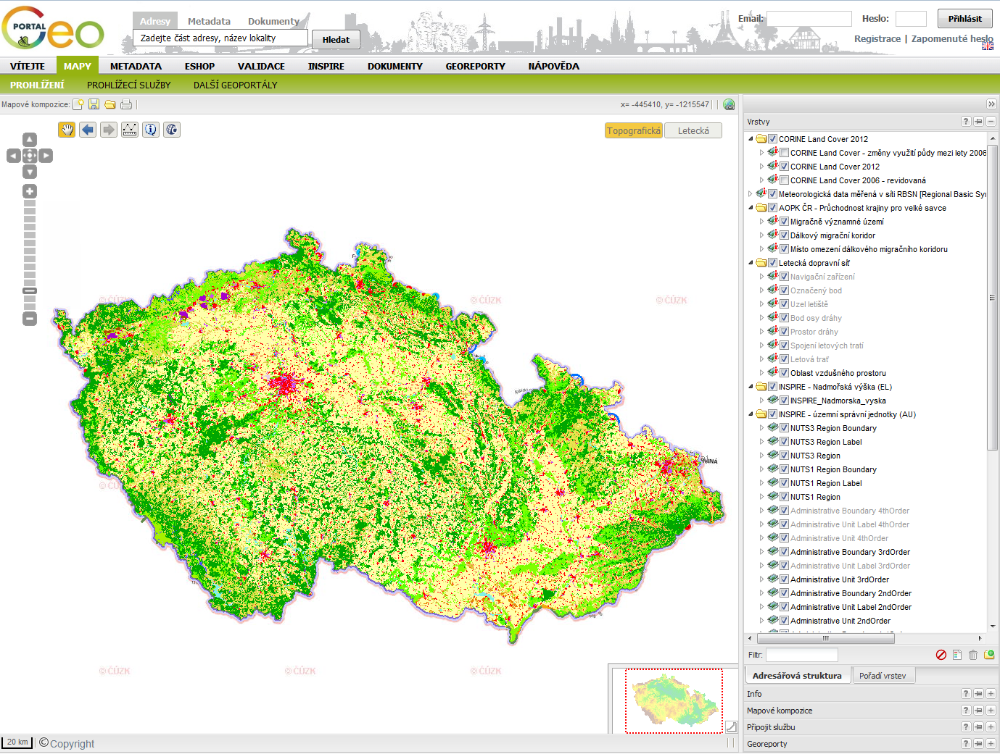 PORTAL
Geo
Adresy Metadata Dokumenty
Zadejte část adresy, název lokality
Hledat
Email:
Heslo:
Přihlásit
Registrace | Zapomenuté heslo
VÍTEJTE MAPY METADATA ESHOP VALIDACE INSPIRE DOKUMENTY GEOREPORTY NÁPOVĚDA
PROHLÍŽENÍ PROHLÍŽECÍ SLUŽBY DALŠÍ GEOPORTÁLY
Mapové kompozice:
x= -445410, y= -1215547
Topografická Letecká
© ČÚZK
© ČÚZK
© ČÚZK
© ČÚZK
© ČÚZK
© ČÚZK
© ČÚZK
20 km
© Copyright
Vrstvy
CORINE Land Cover 2012
CORINE Land Cover - změny využití půdy mezi lety 2006
CORINE Land Cover 2012
CORINE Land Cover 2006 - revidovaná
Meteorologická data měřená v síti RBSN [Regional Basic Syn
AOPK ČR - Průchodnost krajiny pro velké savce
Migračně významné území
Dálkový migrační koridor
Místo omezení dálkového migračního koridoru
Letecká dopravní síť
Navigační zařízení
Označený bod
Uzel letiště
Bod osy dráhy
Prostor dráhy
Spojení letových tratí
Letová trať
Oblast vzdušného prostoru
INSPIRE - Nadmořská výška (EL)
INSPIRE_Nadmorska_vyska
INSPIRE - územní správní jednotky (AU)
NUTS3 Region Boundary
NUTS3 Region Label
NUTS3 Region
NUTS1 Region Boundary
NUTS1 Region Label
NUTS1 Region
Administrative Boundary 4thOrder
Administrative Unit Label 4thOrder
Administrative Unit 4thOrder
Administrative Boundary 3rdOrder
Administrative Unit Label 3rdOrder
Administrative Unit 3rdOrder
Administrative Boundary 2ndOrder
Administrative Unit Label 2ndOrder
Administrative Unit 2ndOrder
Filtr:
Adresářová struktura Pořadí vrstev
Info
Mapové kompozice
Připojit službu
Georeporty